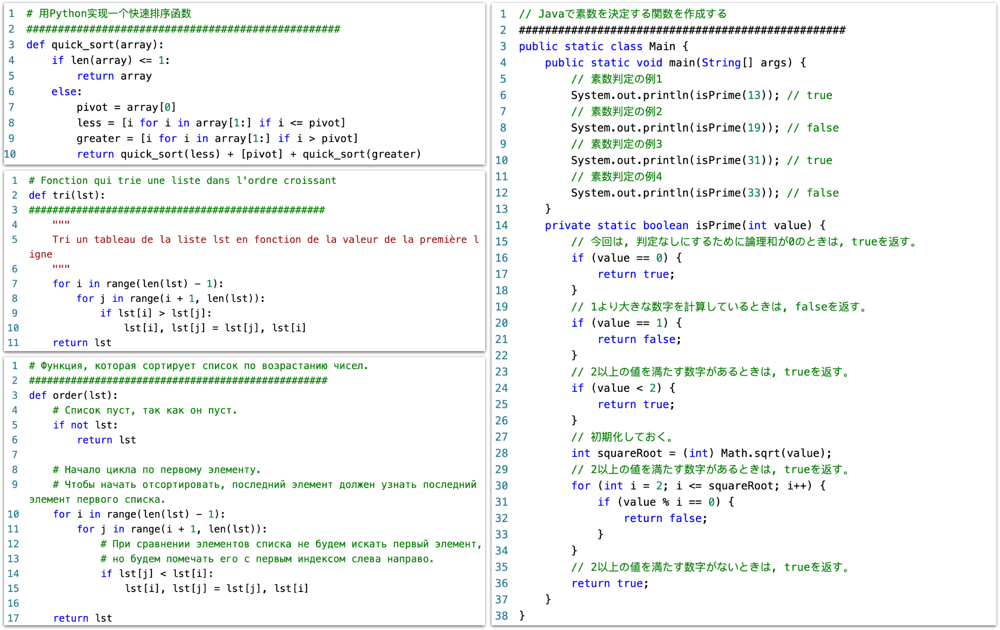 1 # 用Python实现一个快速排序函数
2 ##################################################
3 def quick_sort(array):
4     if len(array) <= 1:
5         return array
6     else:
7         pivot = array[0]
8         less = [i for i in array[1:] if i <= pivot]
9         greater = [i for i in array[1:] if i > pivot]
10         return quick_sort(less) + [pivot] + quick_sort(greater)
1 # Fonction qui trie une liste dans l'ordre croissant
2 def tri(lst):
3 ##################################################
4     """
5     Tri un tableau de la liste lst en fonction de la valeur de la première l
igne
6     """
7     for i in range(len(lst) - 1):
8         for j in range(i + 1, len(lst)):
9             if lst[i] > lst[j]:
10                 lst[i], lst[j] = lst[j], lst[i]
11     return lst
1 # Функция, которая сортирует список по возрастанию чисел.
2 ##################################################
3 def order(lst):
4     # Список пуст, так как он пуст.
5     if not lst:
6         return lst
7
8     # Начало цикла по первому элементу.
9     # Чтобы начать отсортировать, последний элемент должен узнать последний
элемент первого списка.
10     for i in range(len(lst) - 1):
11         for j in range(i + 1, len(lst)):
12             # При сравнении элементов списка не будем искать первый элемент,
13             # но будем помечать его с первым индексом слева направо.
14             if lst[j] < lst[i]:
15                 lst[i], lst[j] = lst[j], lst[i]
16
17     return lst
1 // Javaで素数を決定する関数を作成する
2 ##################################################
3 public static class Main {
4     public static void main(String[] args) {
5         // 素数判定の例1
6         System.out.println(isPrime(13)); // true
7         // 素数判定の例2
8         System.out.println(isPrime(19)); // false
9         // 素数判定の例3
10         System.out.println(isPrime(31)); // true
11         // 素数判定の例4
12         System.out.println(isPrime(33)); // false
13     }
14     private static boolean isPrime(int value) {
15         // 今回は, 判定なしにするために論理和が0のときは, trueを返す。
16         if (value == 0) {
17             return true;
18         }
19         // 1より大きな数字を計算しているときは, falseを返す。
20         if (value == 1) {
21             return false;
22         }
23         // 2以上の値を満たす数字があるときは, trueを返す。
24         if (value < 2) {
25             return true;
26         }
27         // 初期化しておく。
28         int squareRoot = (int) Math.sqrt(value);
29         // 2以上の値を満たす数字があるときは, trueを返す。
30         for (int i = 2; i <= squareRoot; i++) {
31             if (value % i == 0) {
32                 return false;
33             }
34         }
35         // 2以上の値を満たす数字がないときは, trueを返す。
36         return true;
37     }
38 }